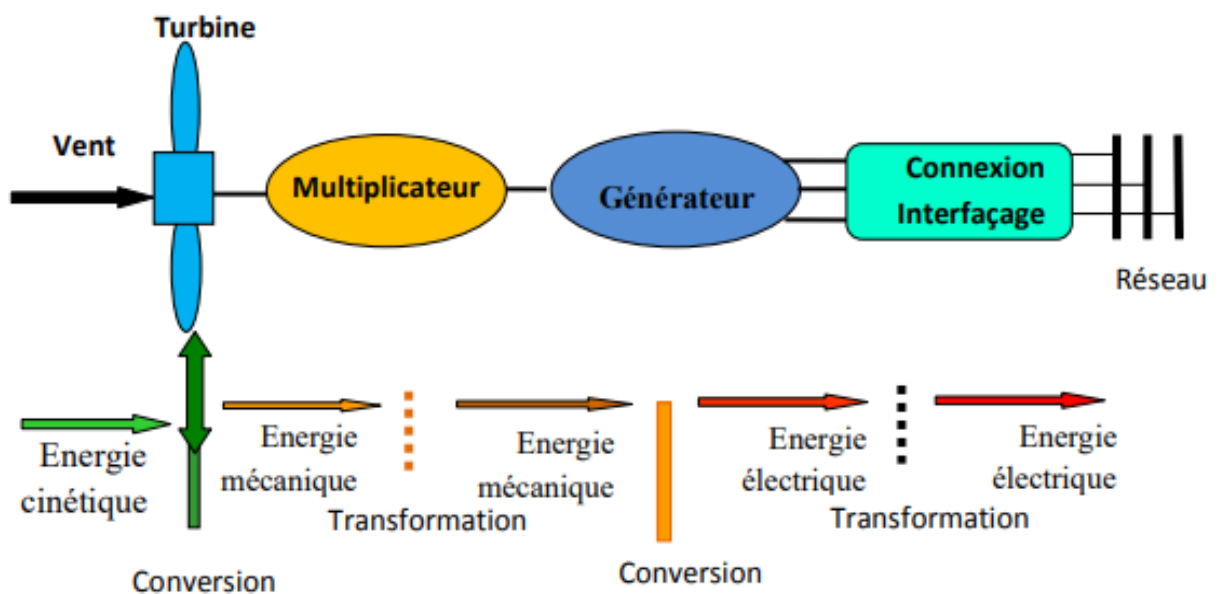 Turbine
Vent
Multiplicateur
Générateur
Connexion
Interfaçage
Réseau
Energie
cinétique
Energie
mécanique
Energie
mécanique
Energie
électrique
Energie
électrique
Transformation
Transformation
Conversion
Conversion